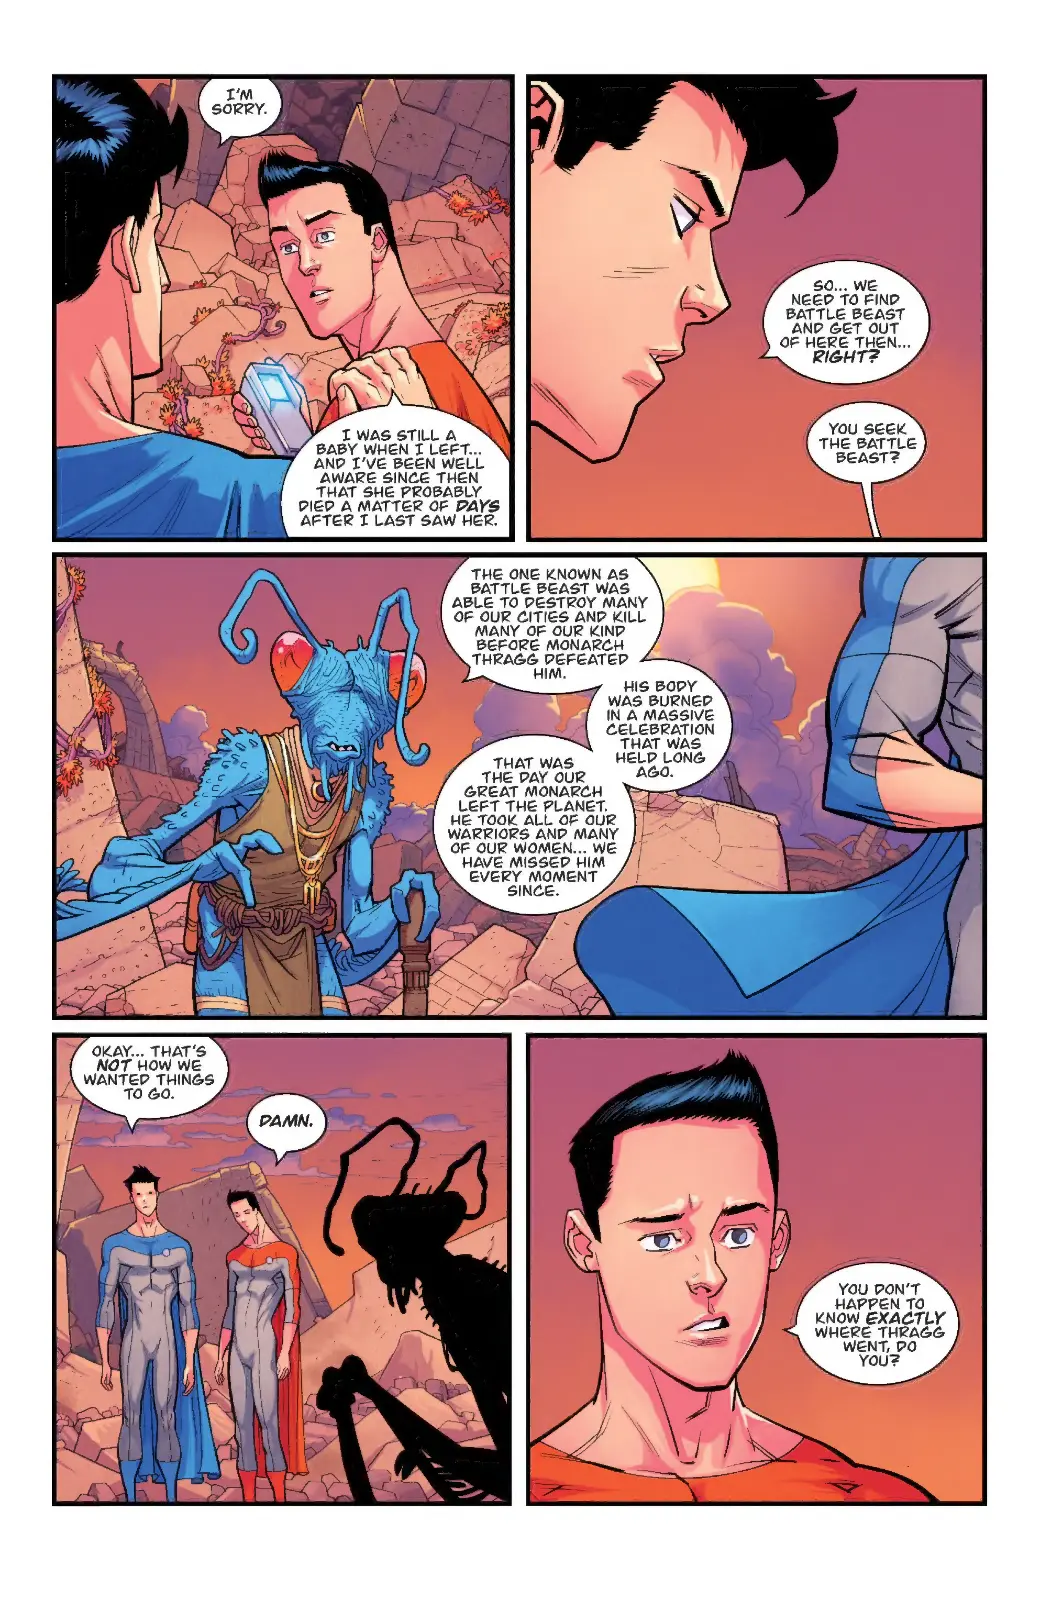 I'M
SORRY.
I WAS STILL A
BABY WHEN I LEFT...
AND I'VE BEEN WELL
AWARE SINCE THEN
THAT SHE PROBABLY
DIED A MATTER OF DAYS
AFTER I LAST SAW HER.
SO... WE
NEED TO FIND
BATTLE BEAST
AND GET OUT
OF HERE THEN...
RIGHT?
YOU SEEK
THE BATTLE
BEAST?
THE ONE KNOWN AS
BATTLE BEAST WAS
ABLE TO DESTROY MANY
OF OUR CITIES AND KILL
MANY OF OUR KIND
BEFORE MONARCH
THRAGG DEFEATED
HIM.
HIS BODY
WAS BURNED
IN A MASSIVE
CELEBRATION
THAT WAS
HELD LONG
AGO.
THAT WAS
THE DAY OUR
GREAT MONARCH
LEFT THE PLANET.
HE TOOK ALL OF OUR
WARRIORS AND MANY
OF OUR WOMEN... WE
HAVE MISSED HIM
EVERY MOMENT
SINCE.
OKAY... THAT'S
NOT HOW WE
WANTED THINGS
TO GO.
DAMN.
YOU DON'T
HAPPEN TO
KNOW EXACTLY
WHERE THRAGG
WENT, DO
YOU?